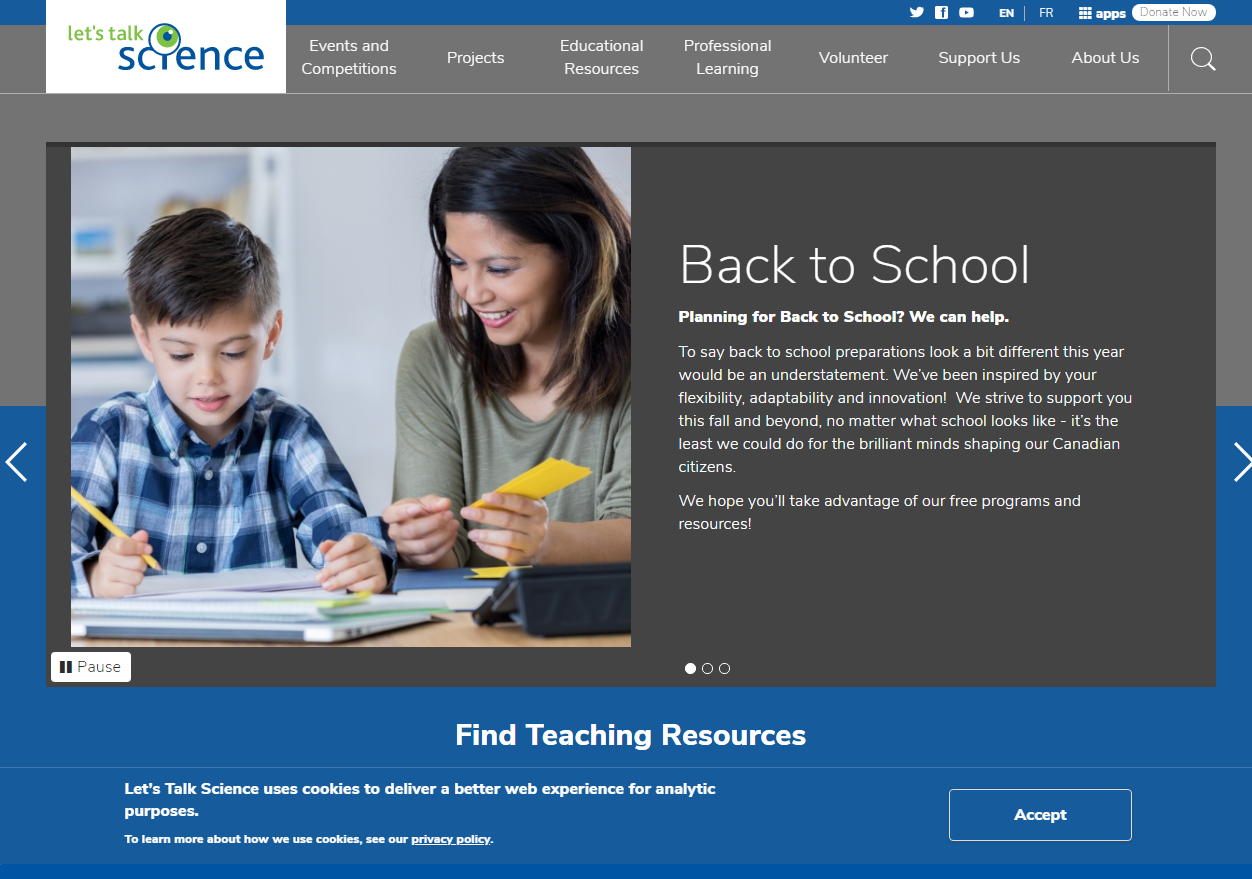 EN
FR
apps
Donate Now
let's talk
science
Events and
Competitions
Projects
Educational
Resources
Professional
Learning
Volunteer
Support Us
About Us
Back to School
Planning for Back to School? We can help.
To say back to school preparations look a bit different this year
would be an understatement. We've been inspired by your
flexibility, adaptability and innovation!  We strive to support you
this fall and beyond, no matter what school looks like - it's the
least we could do for the brilliant minds shaping our Canadian
citizens.
We hope you'll take advantage of our free programs and
resources!
Pause
Find Teaching Resources
Let's Talk Science uses cookies to deliver a better web experience for analytic
purposes.
To learn more about how we use cookies, see our privacy policy.
Accept